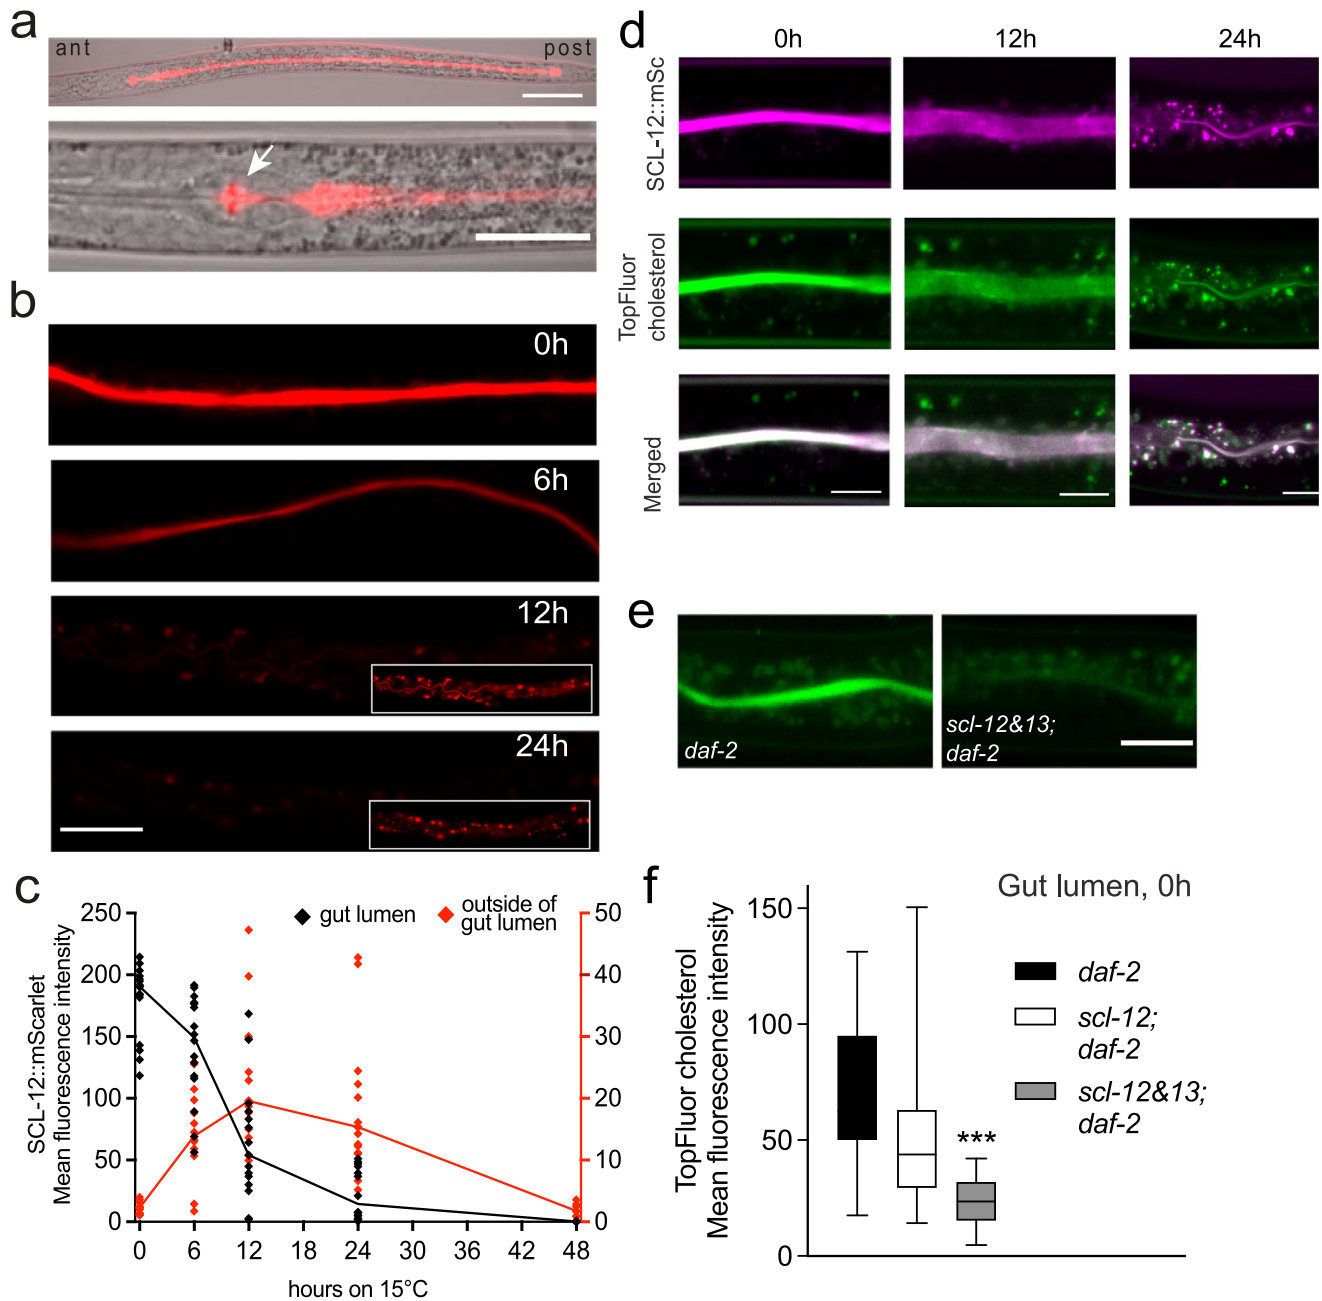 a
ant
post
b
0h
6h
12h
24h
c
SCL-12::mScarlet
Mean fluorescence intensity
250
200
150
100
50
0
gut lumen
outside of
gut lumen
50
40
30
20
10
0
0 6 12 18 24 30 36 42 48
hours on 15°C
d
0h 12h 24h
SCL-12::mSc
TopFluor
cholesterol
Merged
e
daf-2
scl-12&13;
daf-2
f
Gut lumen, 0h
TopFluor cholesterol
Mean fluorescence intensity
150
100
50
0
***
daf-2
scl-12;
daf-2
scl-12&13;
daf-2